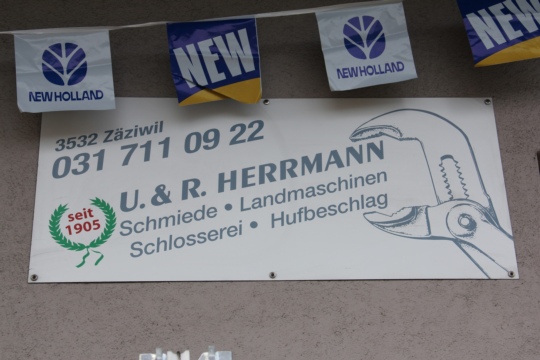 NEW HOLLAND
NEW
NEW HOLLAND
NEW
3532 Zäziwil
031 711 09 22
U. & R. HERRMANN
seit
1905
Schmiede • Landmaschinen
Schlosserei • Hufbeschlag